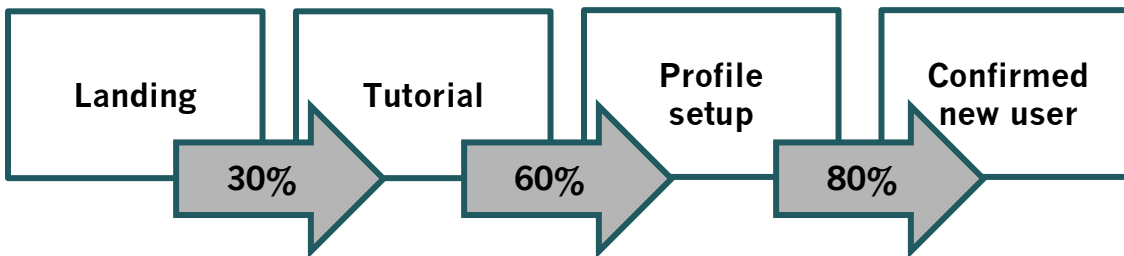 Landing
Tutorial
Profile
setup
Confirmed
new user
30%
60%
80%